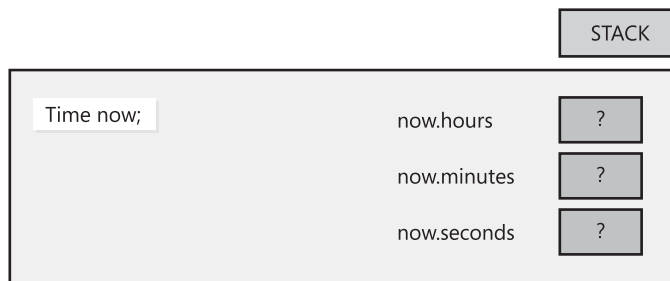 STACK
Time now;
now.hours ?
now.minutes ?
now.seconds ?